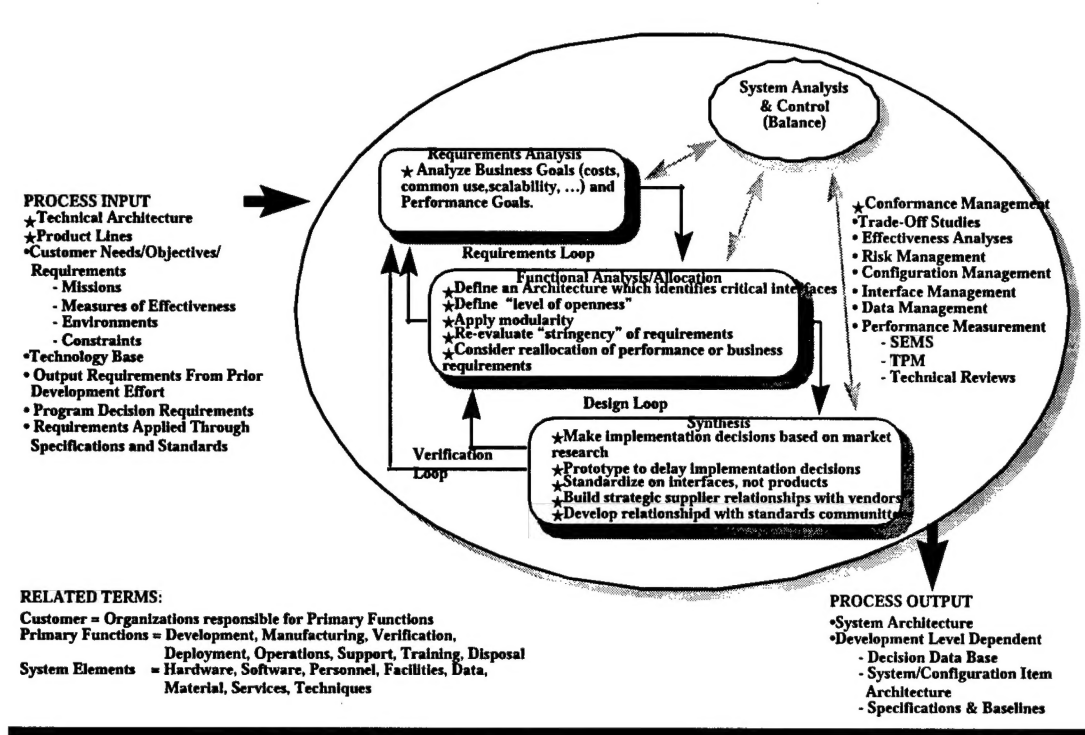 System Analysis
& Control
(Balance)
Requirements Analysis
★ Analyze Business Goals (costs,
common use,scalability, ...) and
Performance Goals.
PROCESS INPUT
★Technical Architecture
★Product Lines
•Customer Needs/Objectives/
Requirements
- Missions
- Measures of Effectiveness
- Environments
- Constraints
•Technology Base
• Output Requirements From Prior
Development Effort
• Program Decision Requirements
• Requirements Applied Through
Specifications and Standards
Requirements Loop
Functional Analysis/Allocation
★Define an Architecture which identifies critical interfaces
★Define "level of openness"
★Apply modularity
★Re-evaluate "stringency" of requirements
★Consider reallocation of performance or business
requirements
★Conformance Management
•Trade-Off Studies
• Effectiveness Analyses
• Risk Management
• Configuration Management
• Interface Management
• Data Management
• Performance Measurement
- SEMS
- TPM
- Technical Reviews
Design Loop
Verification
Loop
Synthesis
★Make implementation decisions based on market
research
★Prototype to delay implementation decisions
★Standardize on interfaces, not products
★Build strategic supplier relationships with vendors
★Develop relationshipd with standards committe
RELATED TERMS:
Customer = Organizations responsible for Primary Functions
Primary Functions = Development, Manufacturing, Verification,
Deployment, Operations, Support, Training, Disposal
System Elements = Hardware, Software, Personnel, Facilities, Data,
Material, Services, Techniques
PROCESS OUTPUT
•System Architecture
•Development Level Dependent
- Decision Data Base
- System/Configuration Item
Architecture
- Specifications & Baselines